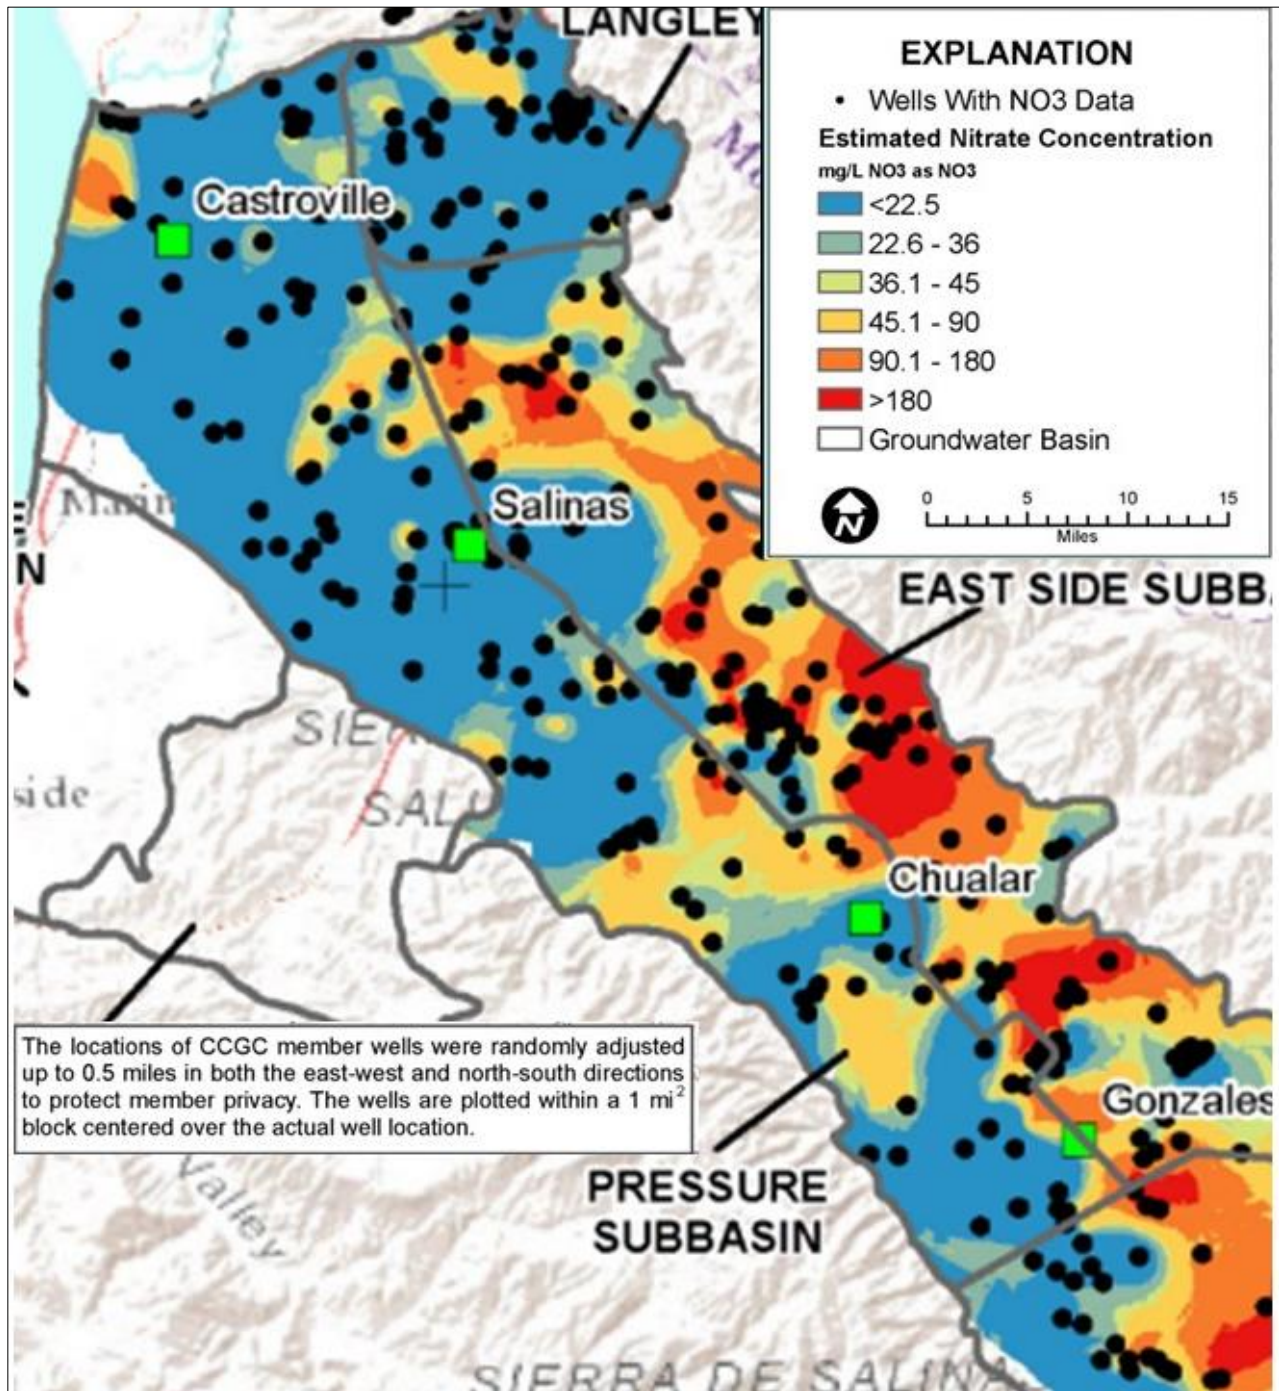 LANGLEY
EXPLANATION
Wells With NO3 Data
Estimated Nitrate Concentration
mg/L NO3 as NO3
<22.5
22.6 - 36
36.1 - 45
45.1 - 90
90.1 - 180
>180
Groundwater Basin
N
0 5 10 15
Miles
Castroville
Marin
Salinas
N
EAST SIDE SUBB
SIER
side
SALI
Chualar
The locations of CCGC member wells were randomly adjusted
up to 0.5 miles in both the east-west and north-south directions
to protect member privacy. The wells are plotted within a 1 mi²
block centered over the actual well location.
Gonzales
Valley
PRESSURE
SUBBASIN
SIERRA DE SALINA